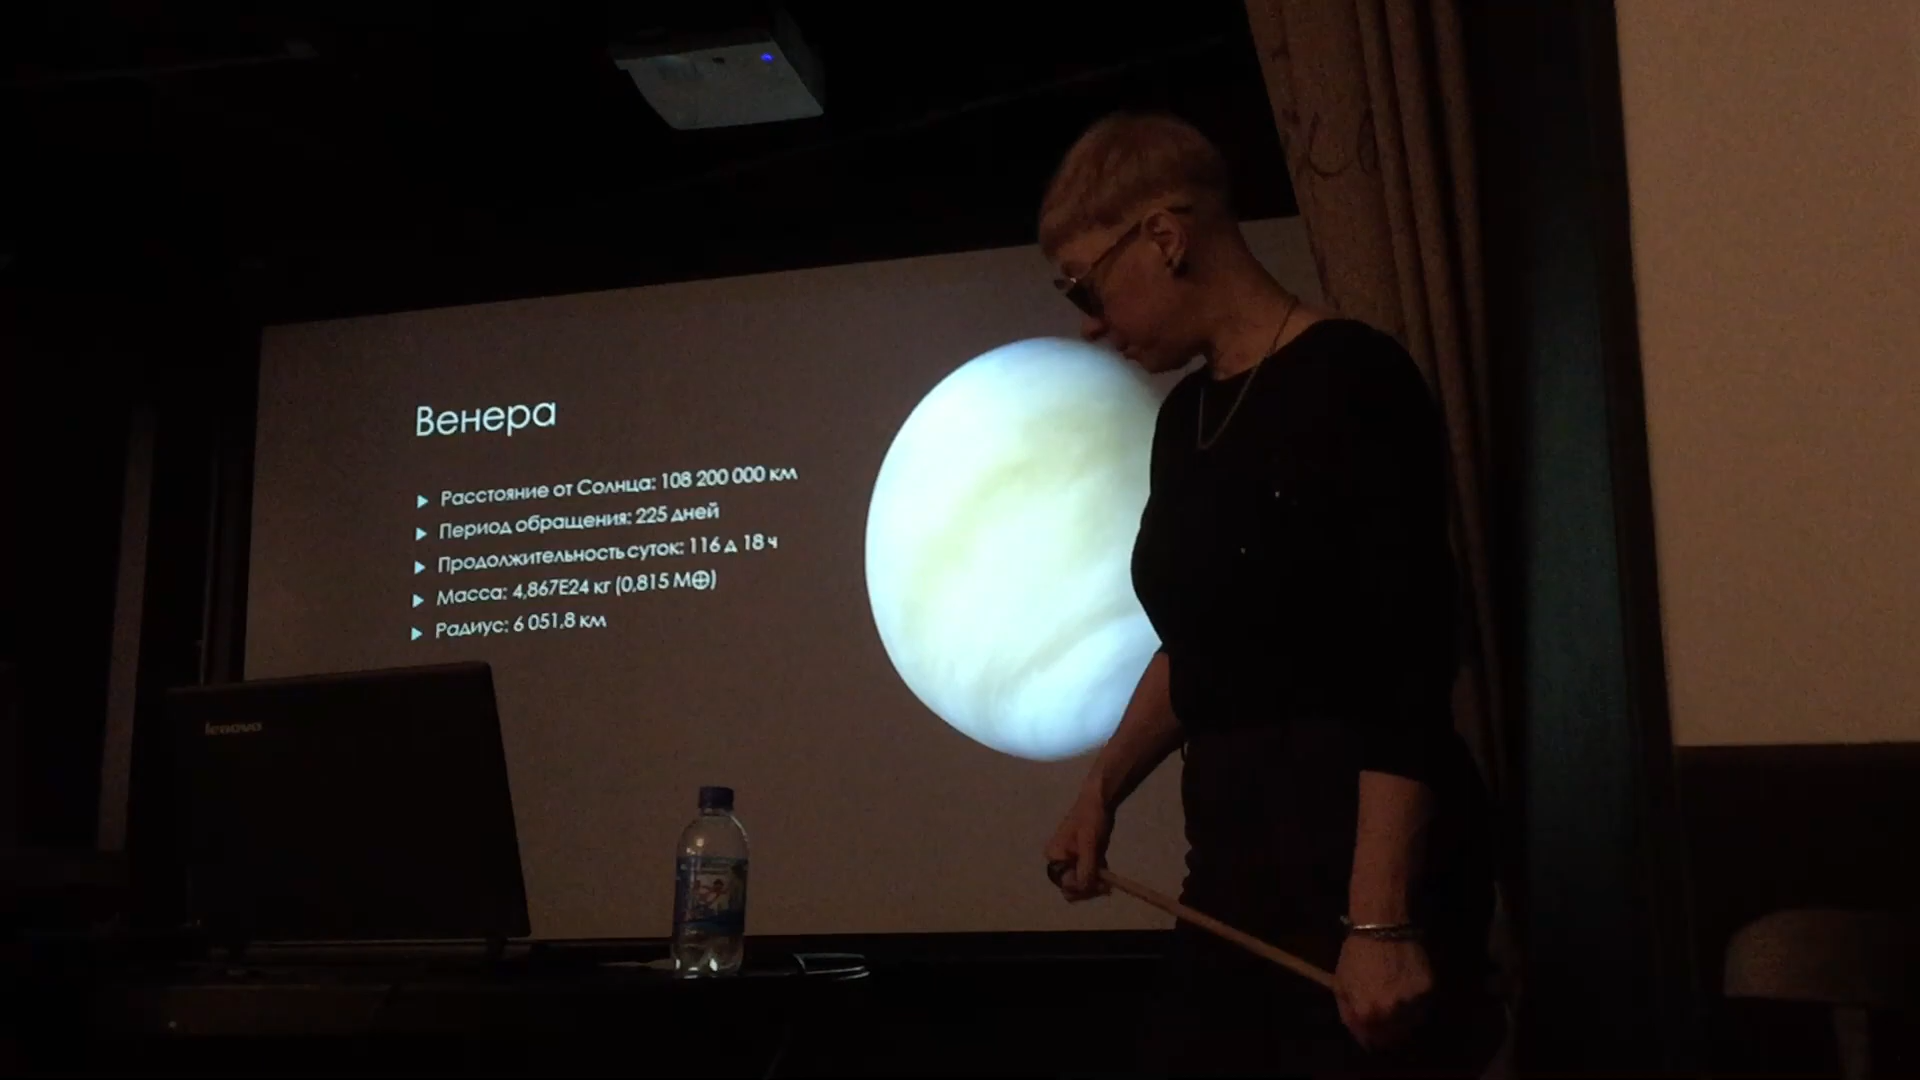 Венера
Расстояние от Солнца: 108 200 000 км
Период обращения: 225 дней
Продолжительность суток: 116 д 18 ч
Масса: 4,867E24 кг (0,815 M⊕)
Радиус: 6 051,8 км
lenovo